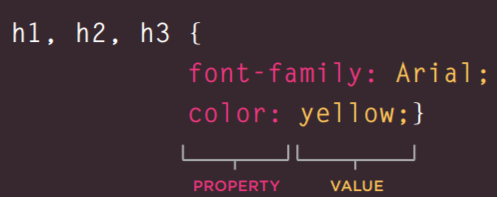 h1, h2, h3 {
font-family: Arial;
color: yellow;}
PROPERTY VALUE